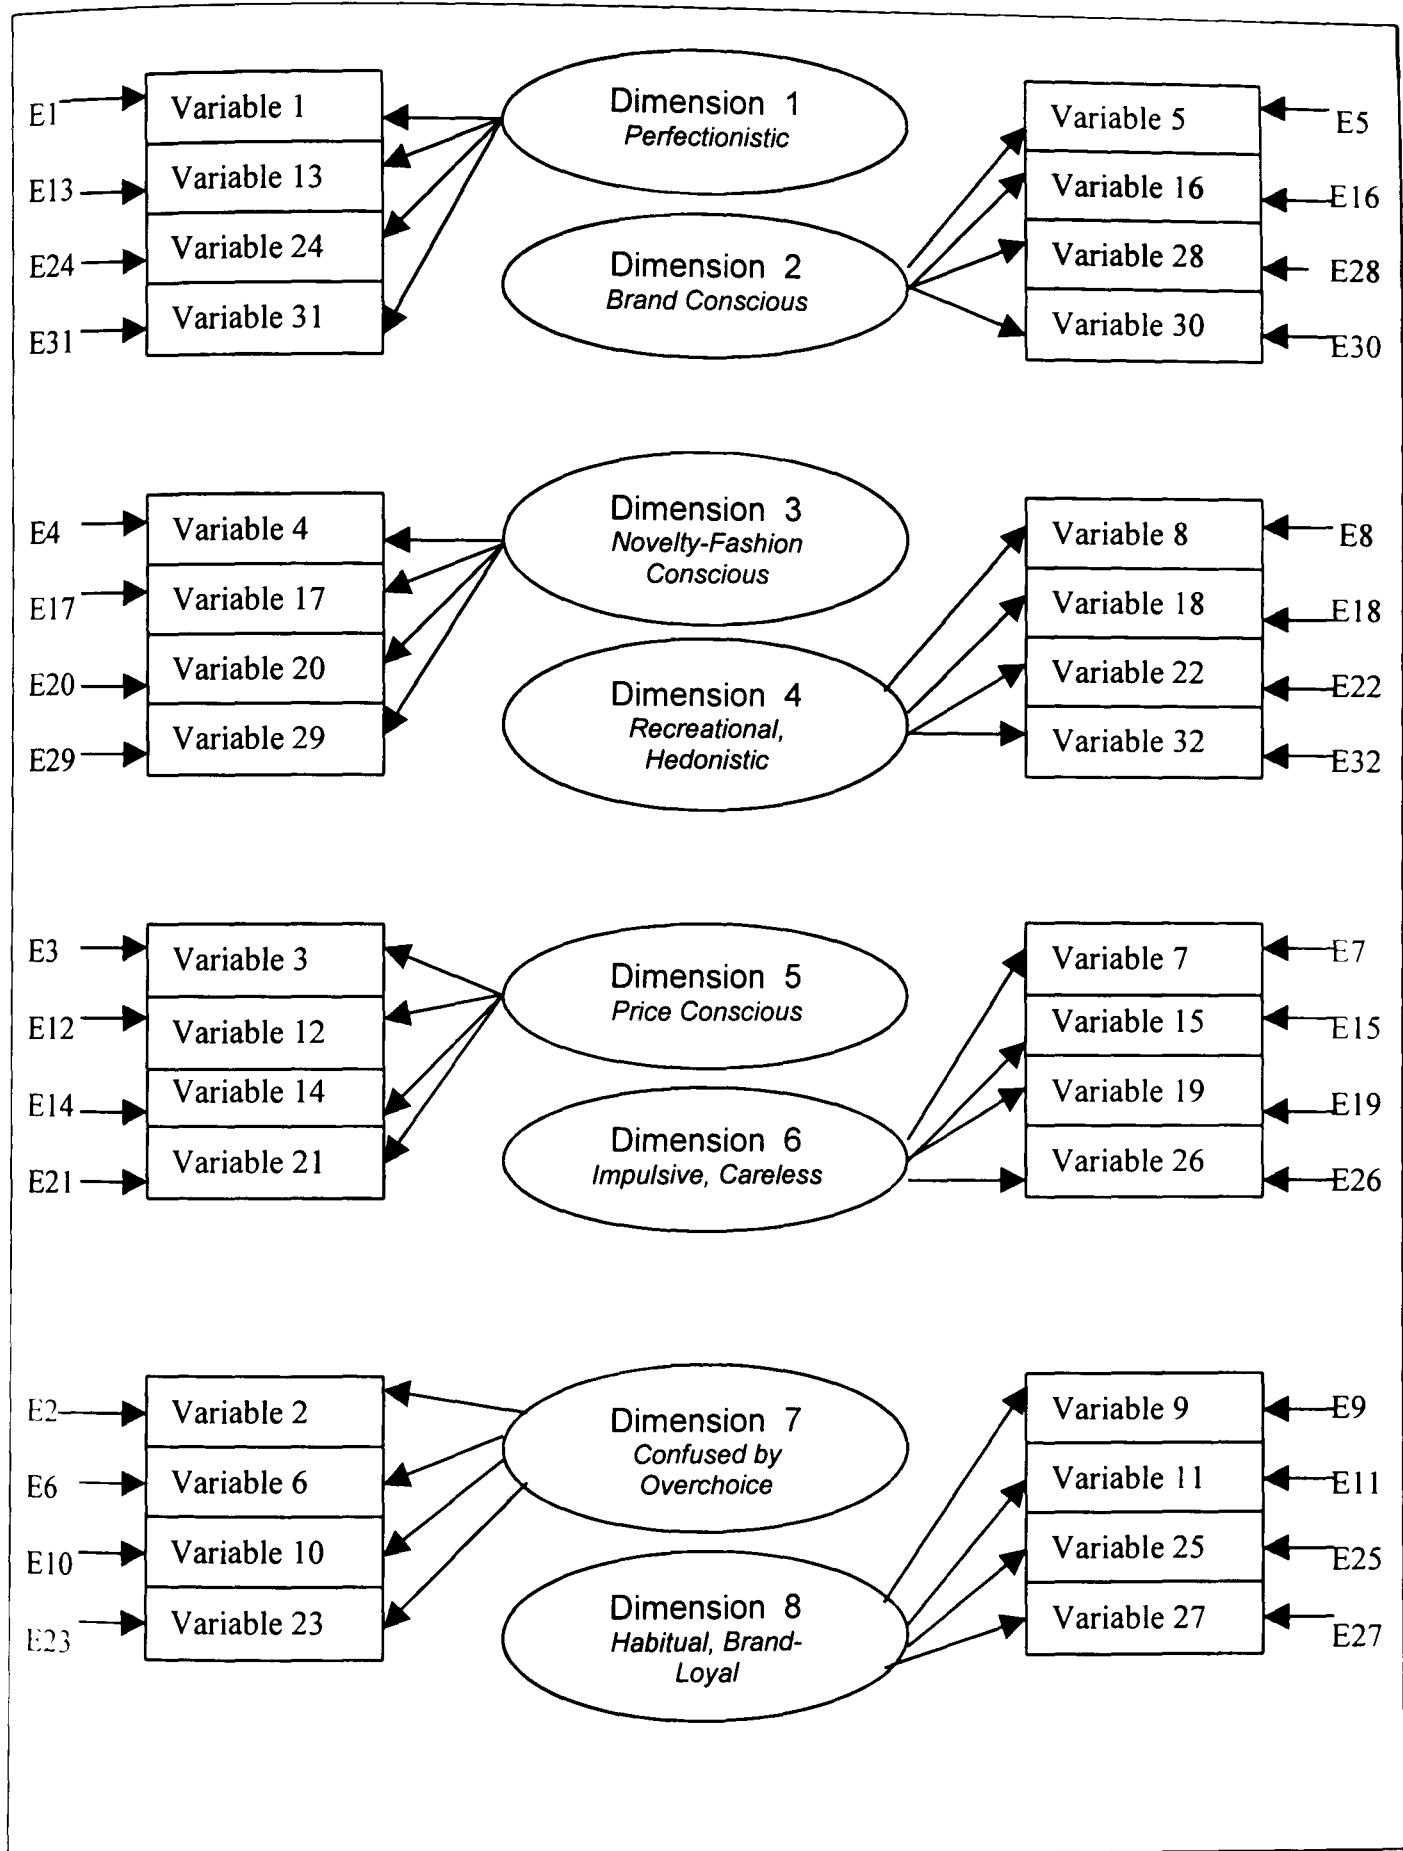 E1
Variable 1
E13
Variable 13
E24
Variable 24
E31
Variable 31
Dimension 1
Perfectionistic
Dimension 2
Brand Conscious
Variable 5
E5
Variable 16
E16
Variable 28
E28
Variable 30
E30
E4
Variable 4
E17
Variable 17
E20
Variable 20
E29
Variable 29
Dimension 3
Novelty-Fashion
Conscious
Dimension 4
Recreational,
Hedonistic
Variable 8
E8
Variable 18
E18
Variable 22
E22
Variable 32
E32
E3
Variable 3
E12
Variable 12
E14
Variable 14
E21
Variable 21
Dimension 5
Price Conscious
Dimension 6
Impulsive, Careless
Variable 7
E7
Variable 15
E15
Variable 19
E19
Variable 26
E26
E2
Variable 2
E6
Variable 6
E10
Variable 10
E23
Variable 23
Dimension 7
Confused by
Overchoice
Dimension 8
Habitual, Brand-
Loyal
Variable 9
E9
Variable 11
E11
Variable 25
E25
Variable 27
E27